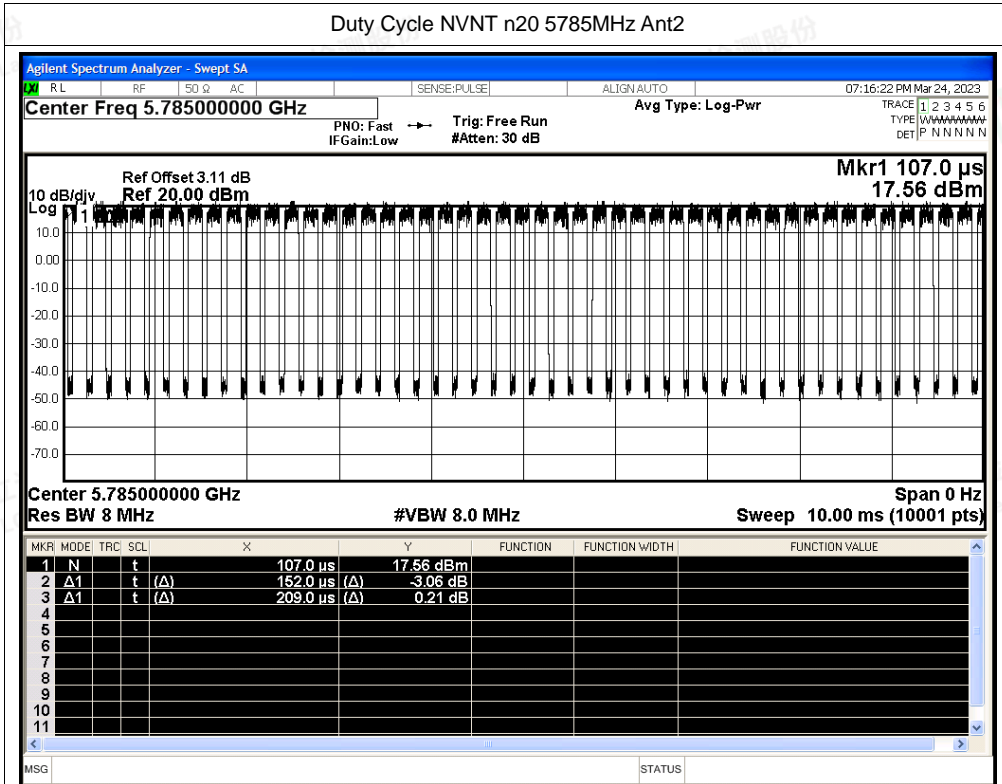 Duty Cycle NVNT n20 5785MHz Ant2
Agilent Spectrum Analyzer - Swept SA
LXI RL RF 50 Ω AC SENSE:PULSE ALIGN AUTO 07:16:22 PM Mar 24, 2023
Center Freq 5.785000000 GHz Avg Type: Log-Pwr TRACE 1 2 3 4 5 6
PNO: Fast Trig: Free Run TYPE WWWWWW
IFGain:Low #Atten: 30 dB DET P N N N N N
Mkr1 107.0 µs
Ref Offset 3.11 dB
10 dB/div Ref 20.00 dBm 17.56 dBm
Log
1
10.0
0.00
-10.0
-20.0
-30.0
-40.0
-50.0
-60.0
-70.0
Center 5.785000000 GHz Span 0 Hz
Res BW 8 MHz #VBW 8.0 MHz Sweep 10.00 ms (10001 pts)
MKR MODE TRC SCL X Y FUNCTION FUNCTION WIDTH FUNCTION VALUE
1 N t 107.0 µs 17.56 dBm
2 Δ1 t (Δ) 152.0 µs (Δ) -3.06 dB
3 Δ1 t (Δ) 209.0 µs (Δ) 0.21 dB
4
5
6
7
8
9
10
11
MSG STATUS